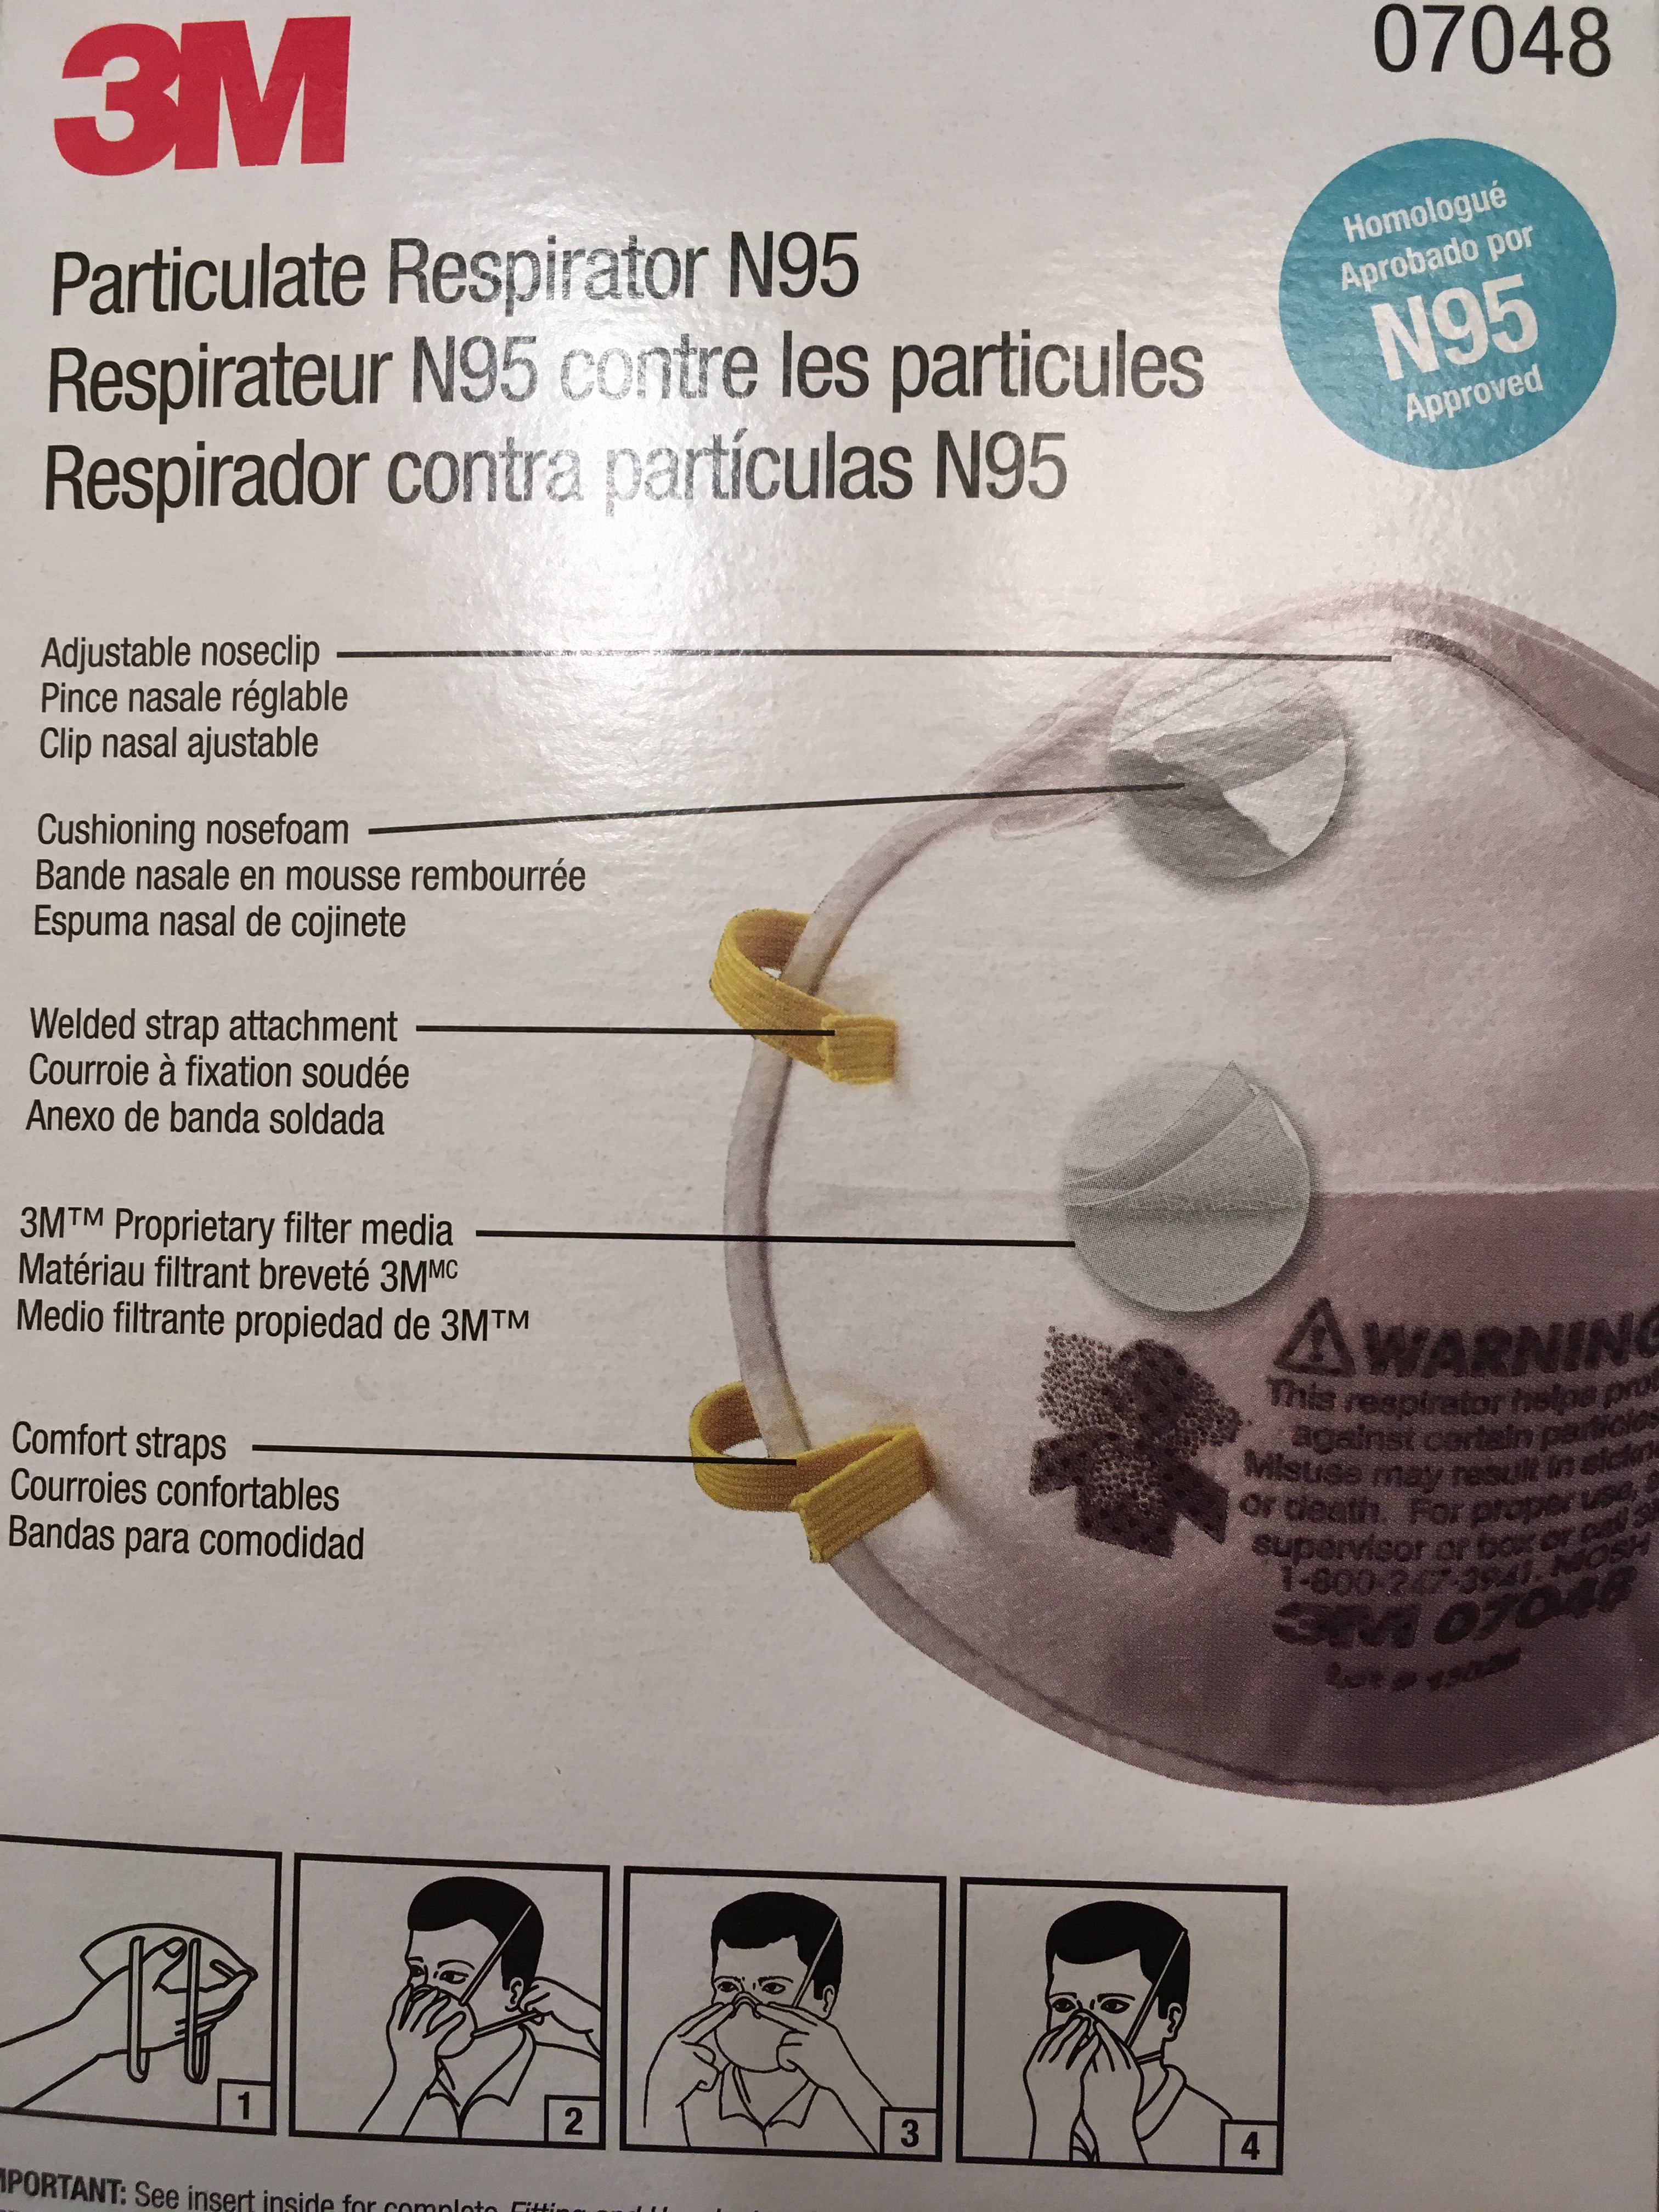 3M
07048
Homologué
Aprobado por
N95
Approved
Particulate Respirator N95
Respirateur N95 contre les particules
Respirador contra partículas N95
Adjustable noseclip
Pince nasale réglable
Clip nasal ajustable
Cushioning nosefoam
Bande nasale en mousse rembourrée
Espuma nasal de cojinete
Welded strap attachment
Courroie à fixation soudée
Anexo de banda soldada
3M™ Proprietary filter media
Matériau filtrant breveté 3Mᴹᶜ
Medio filtrante propiedad de 3M™
Comfort straps
Courroies confortables
Bandas para comodidad
WARNING
This respirator helps
against certain particles
Misuse may result in
or death. For proper use,
supervisor or box or call
1-800-247-3941.
3M 07048
Lot #
1
2
3
4
MPORTANT: See insert inside for complete